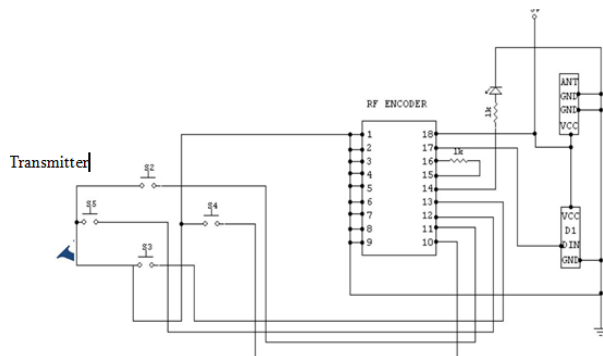 RF ENCODER
Transmitter
S2
S5
S4
S3
1
2
3
4
5
6
7
8
9
18
17
16
15
14
13
12
11
10
1k
1k
ANT
GND
GND
VCC
VCC
D1
DIN
GND